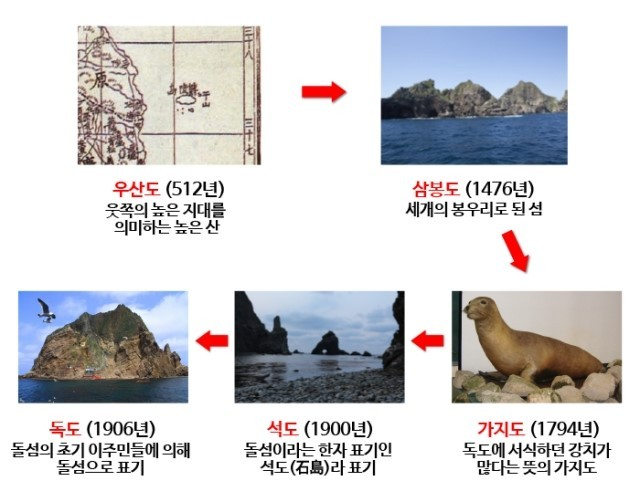 우산도 (512년)
웃쪽의 높은 지대를
의미하는 높은 산
삼봉도 (1476년)
세개의 봉우리로 된 섬
가지도 (1794년)
독도에 서식하던 강치가
많다는 뜻의 가지도
석도 (1900년)
돌섬이라는 한자 표기인
석도(石島)라 표기
독도 (1906년)
돌섬의 초기 이주민들에 의해
돌섬으로 표기